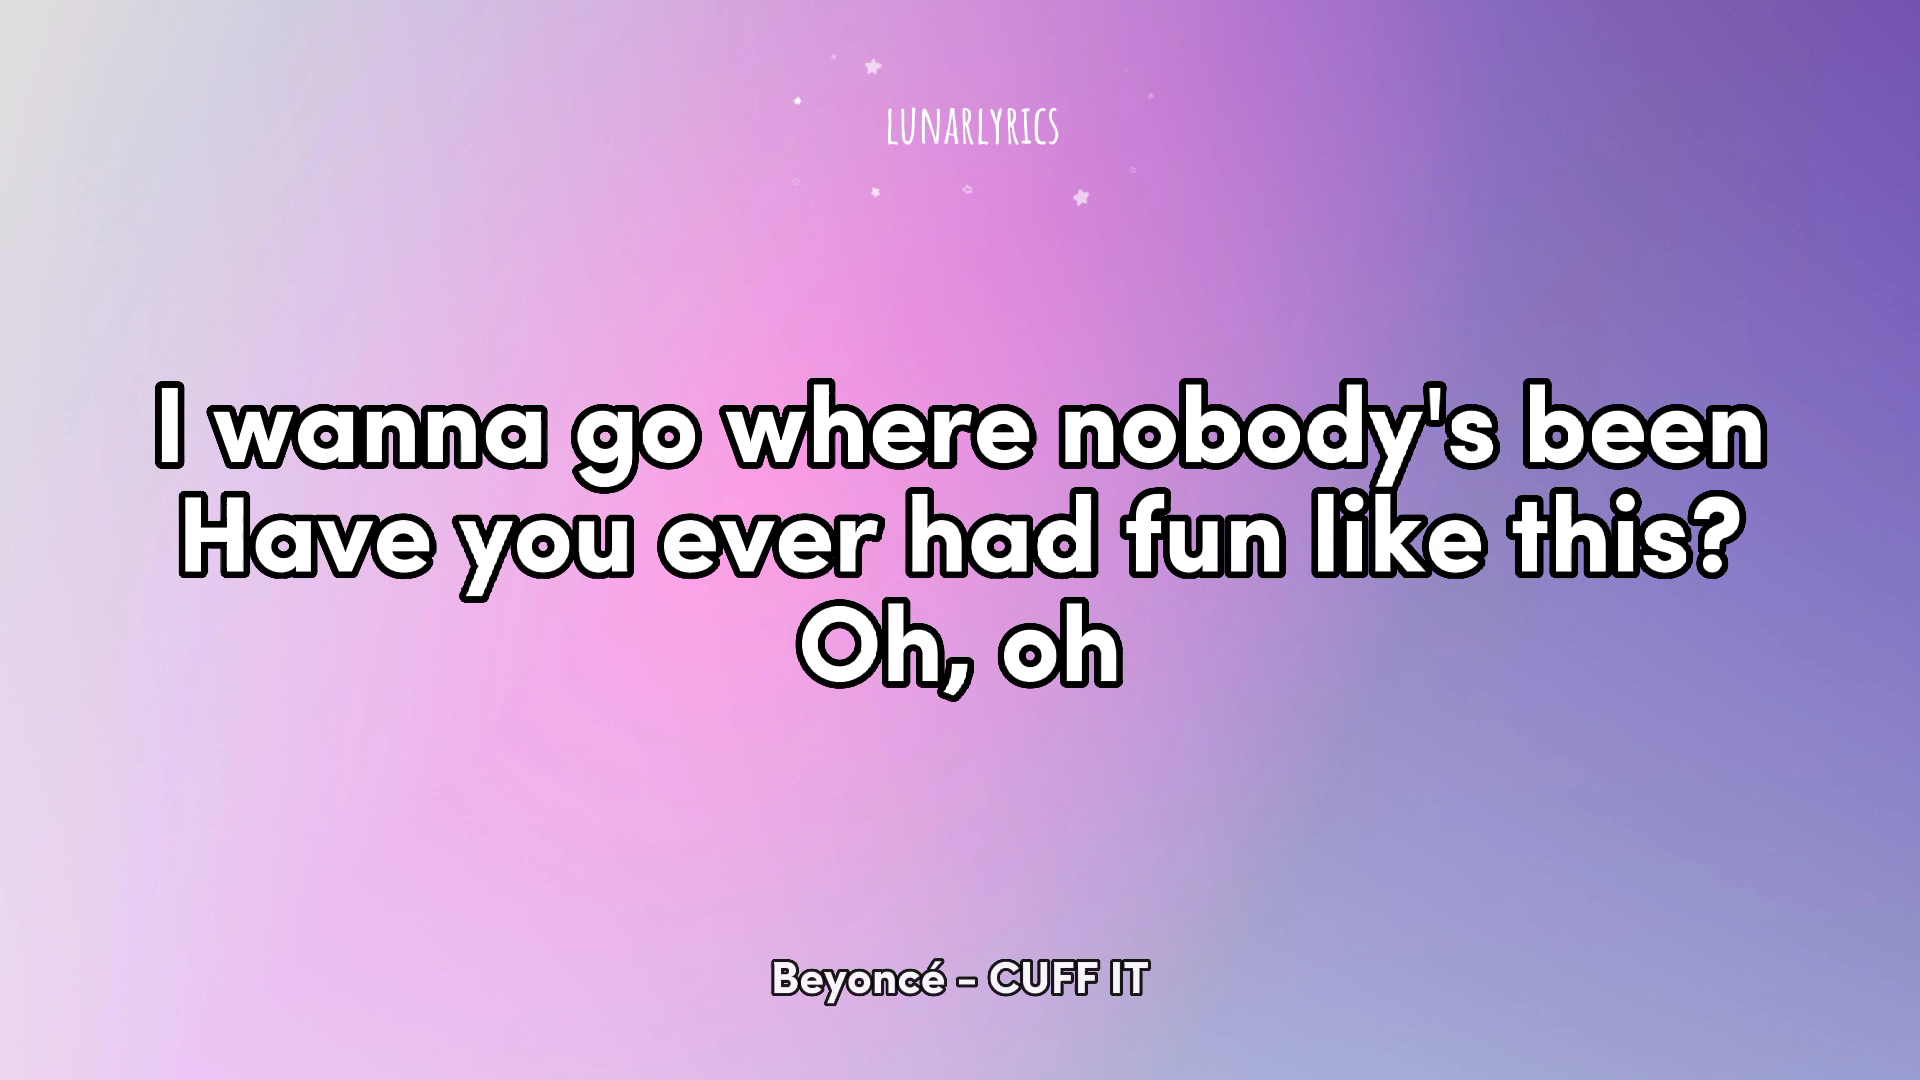 LUNARLYRICS
I wanna go where nobody's been
Have you ever had fun like this?
Oh, oh
Beyoncé - CUFF IT